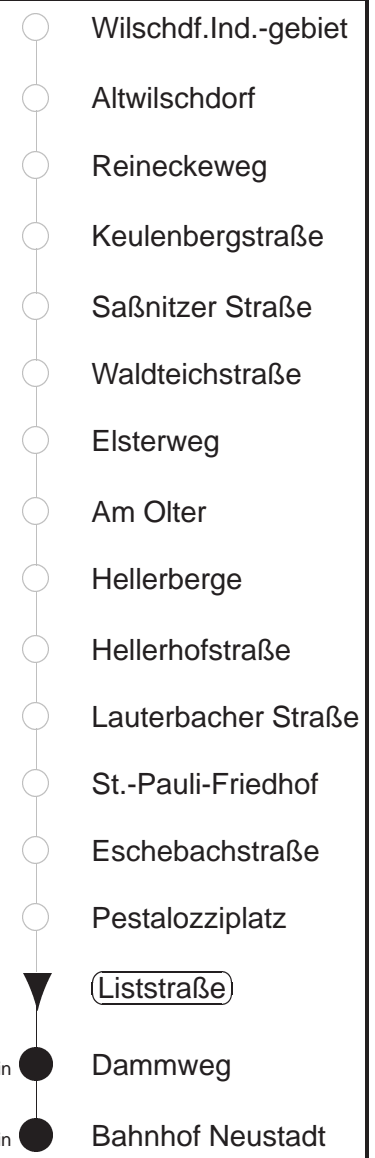 Wilschdf.Ind.-gebiet
Altwilschdorf
Reineckeweg
Keulenbergstraße
Saßnitzer Straße
Waldteichstraße
Elsterweg
Am Olter
Hellerberge
Hellerhofstraße
Lauterbacher Straße
St.-Pauli-Friedhof
Eschebachstraße
Pestalozziplatz
Liststraße
Dammweg
Bahnhof Neustadt